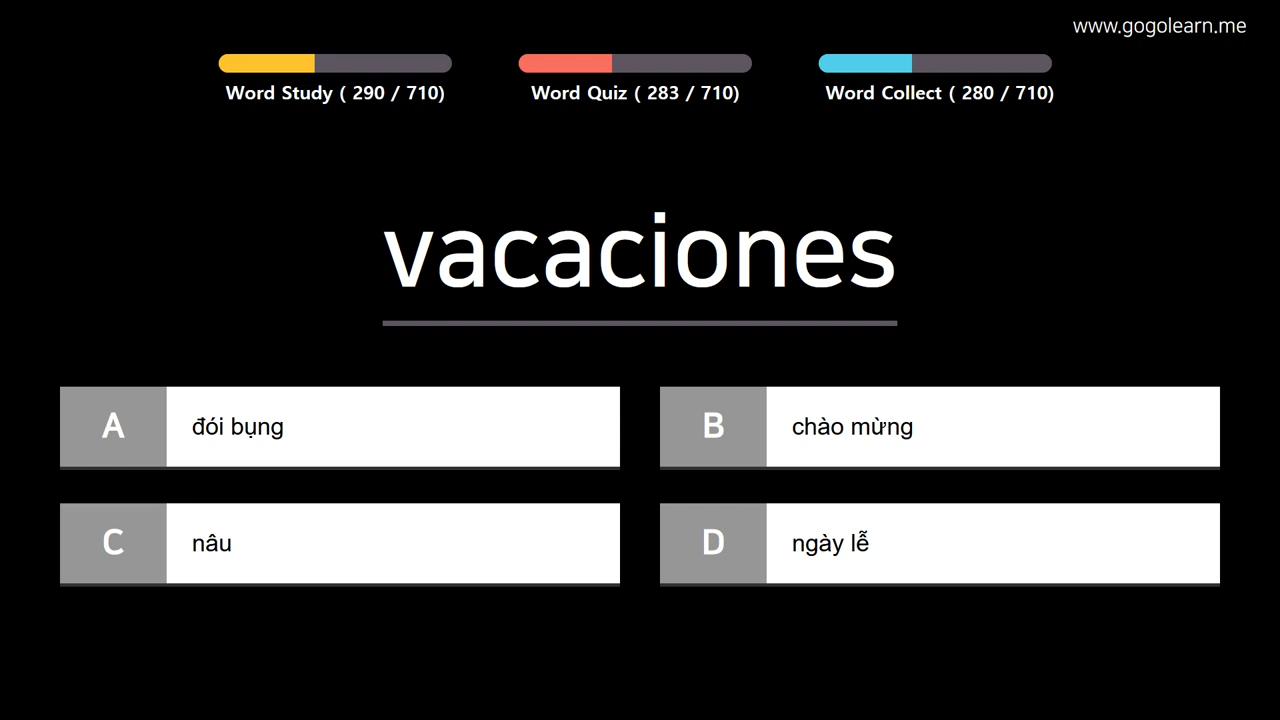 www.gogolearn.me
Word Study ( 290 / 710)
Word Quiz ( 283 / 710)
Word Collect ( 280 / 710)
vacaciones
A đói bụng
B chào mừng
C nâu
D ngày lễ